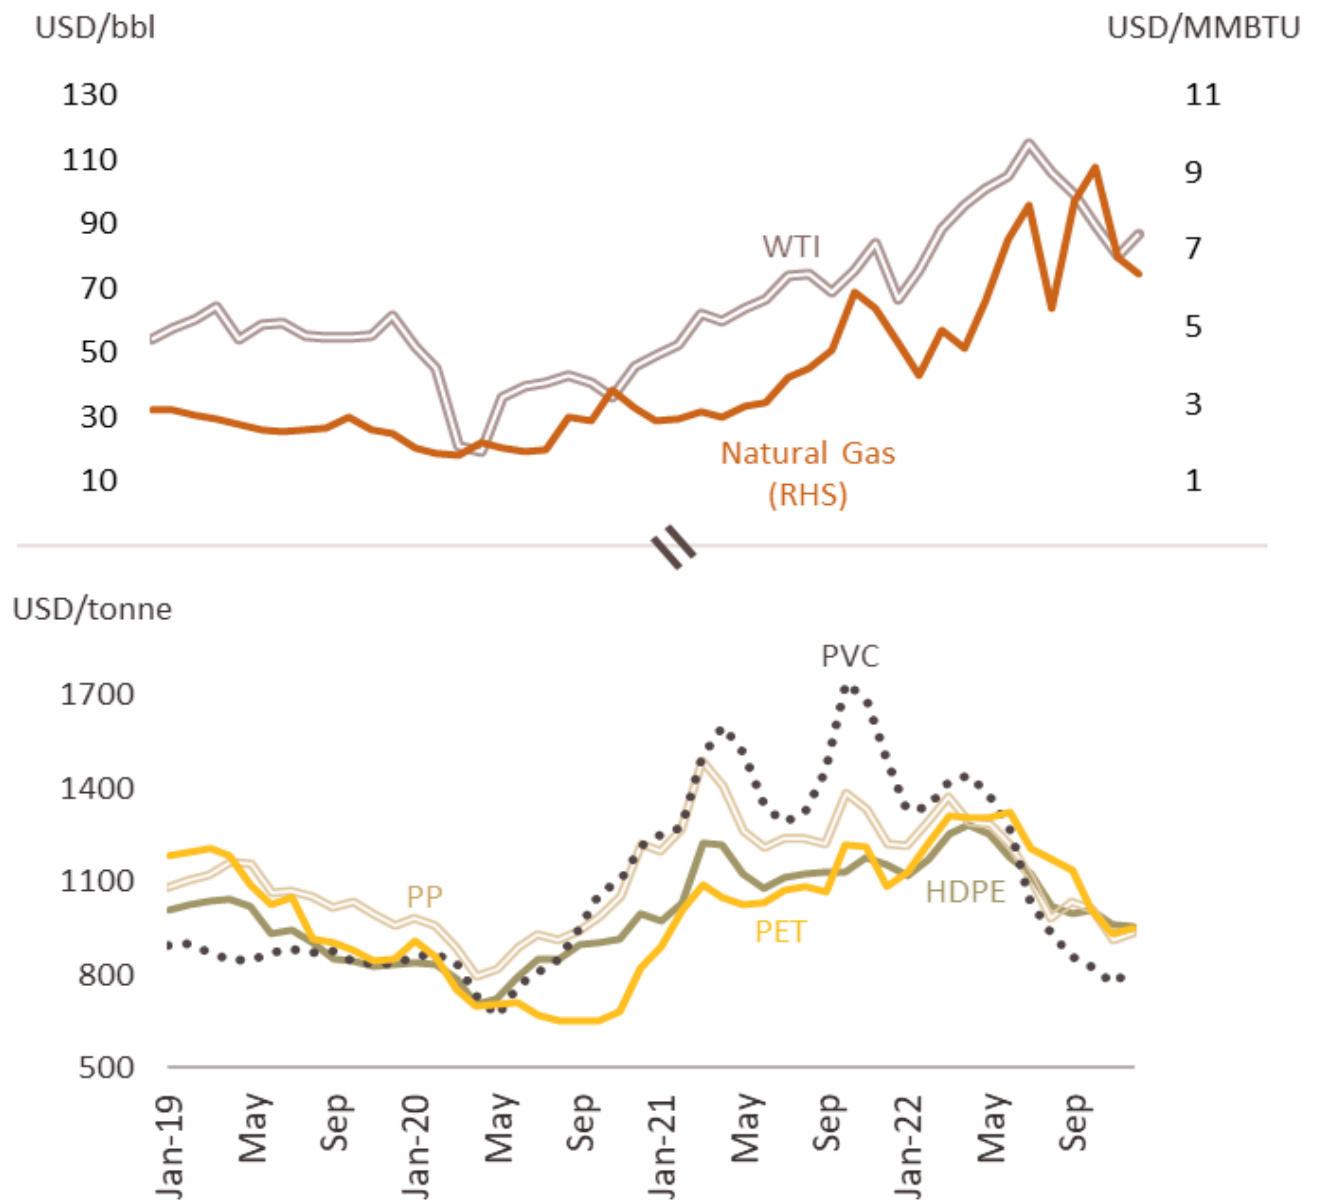 USD/bbl
USD/MMBTU
130
11
110
9
90
WTI
7
70
5
50
30
3
Natural Gas
(RHS)
10
1
USD/tonne
PVC
1700
1400
1100
PP
HDPE
PET
800
500
Jan-19
May
Sep
Jan-20
May
Sep
Jan-21
May
Sep
Jan-22
May
Sep